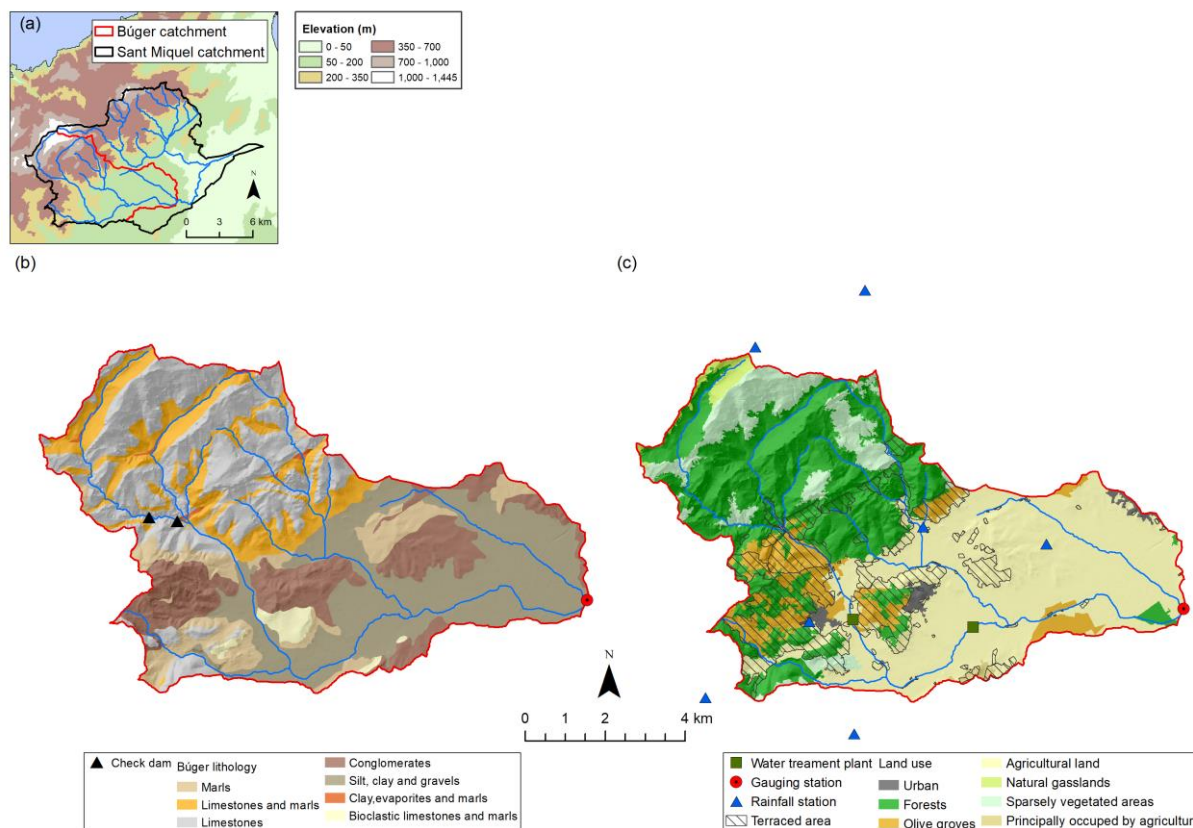 (a)
Búger catchment
Sant Miquel catchment
Elevation (m)
0 - 50
350 - 700
50 - 200
700 - 1,000
200 - 350
1,000 - 1,445
N
0 3 6 km
(b)
(c)
N
0 2 4 km
Check dam
Búger lithology
Marls
Limestones and marls
Limestones
Conglomerates
Silt, clay and gravels
Clay,evaporites and marls
Bioclastic limestones and marls
Water treament plant
Gauging station
Rainfall station
Terraced area
Land use
Urban
Forests
Olive groves
Agricultural land
Natural gasslands
Sparsely vegetated areas
Principally occuped by agricultur